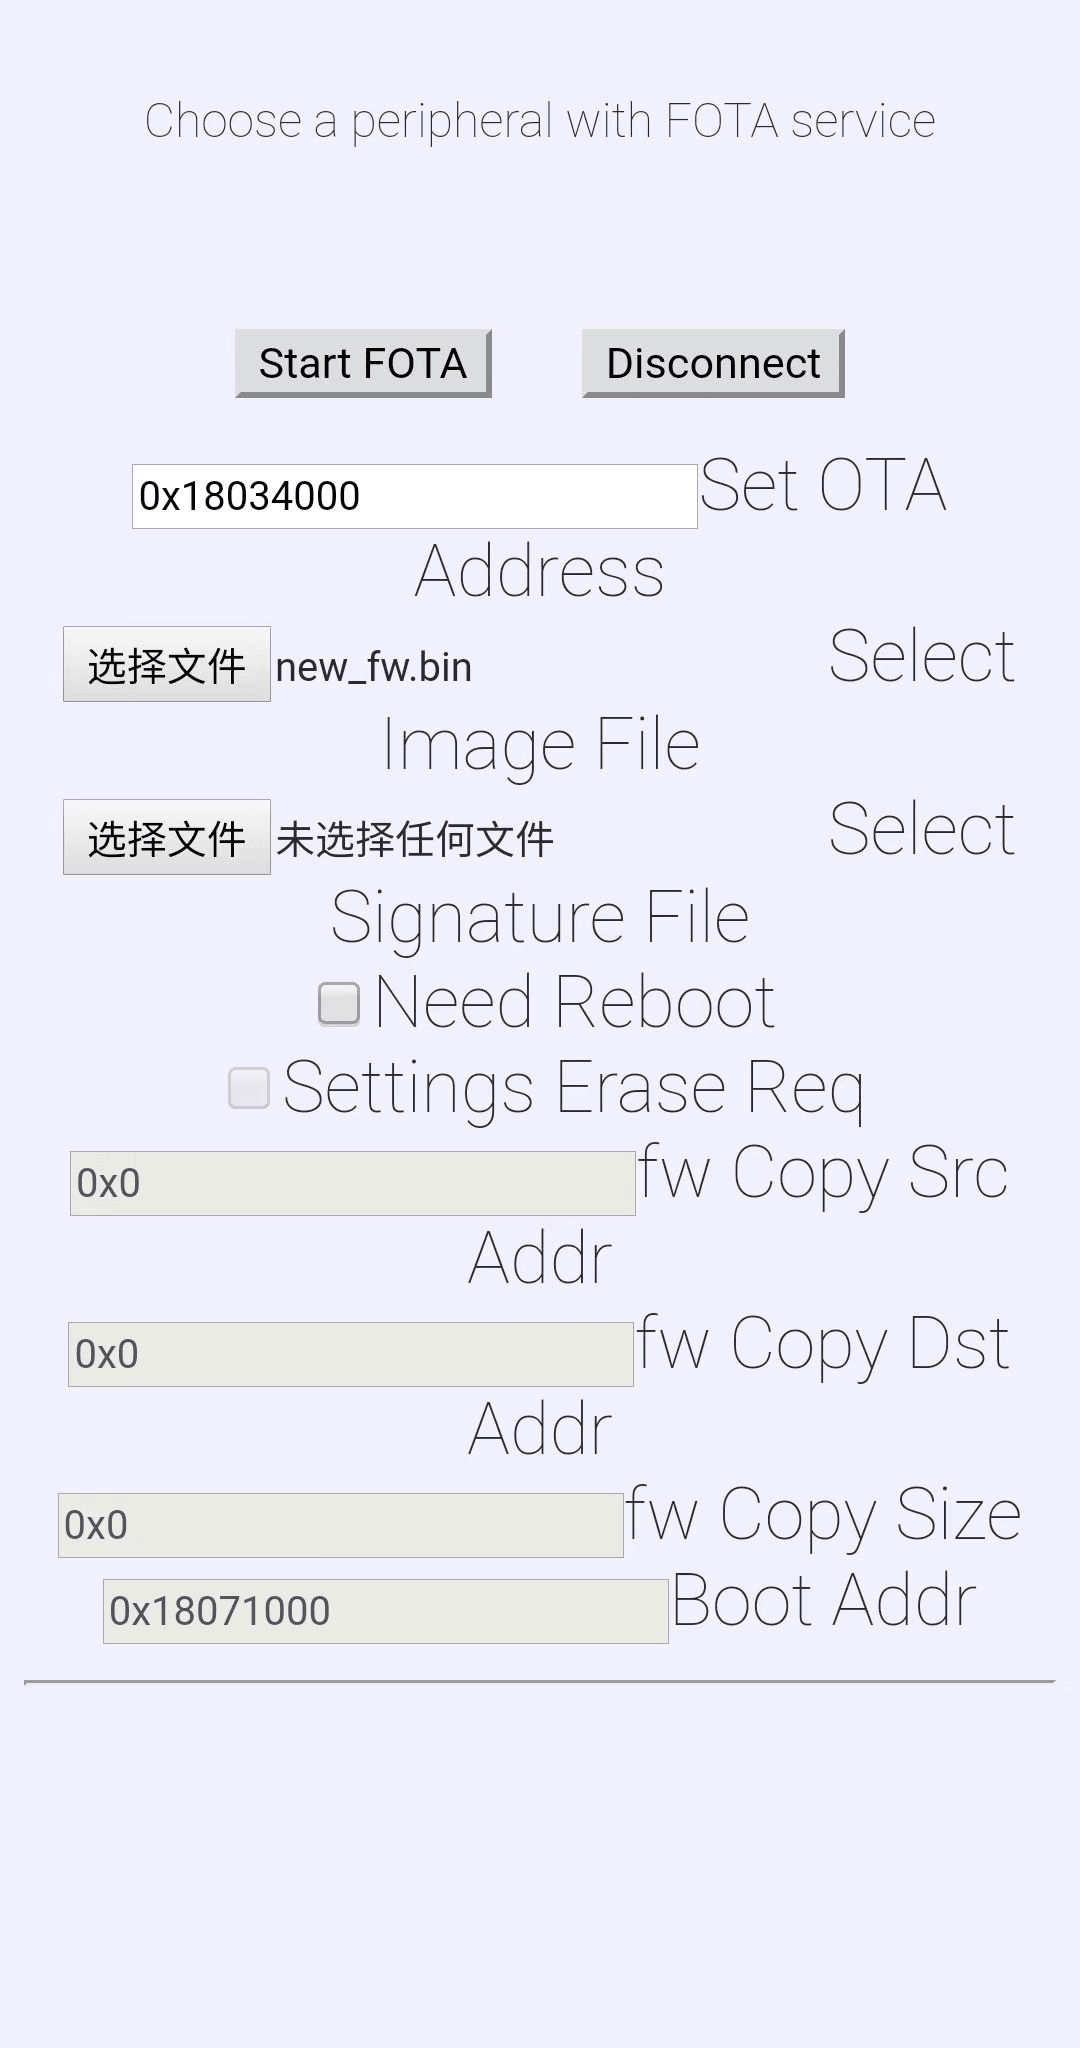 Choose a peripheral with FOTA service
Start FOTA Disconnect
0x18034000 Set OTA
Address
选择文件 new_fw.bin Select
Image File
选择文件 未选择任何文件 Select
Signature File
Need Reboot
Settings Erase Req
0x0 fw Copy Src
Addr
0x0 fw Copy Dst
Addr
0x0 fw Copy Size
0x18071000 Boot Addr